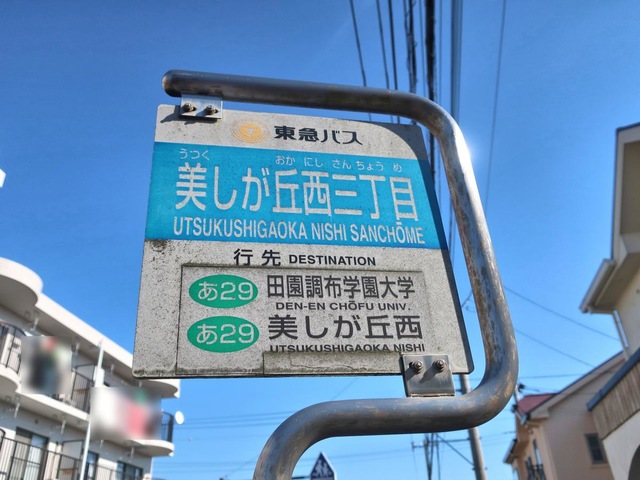 東急バス
うつく おか にし さんちょうめ
美しが丘西三丁目
UTSUKUSHIGAOKA NISHI SANCHŌME
行先 DESTINATION
あ29 田園調布学園大学
DEN-EN CHŌFU UNIV.
あ29 美しが丘西
UTSUKUSHIGAOKA NISHI